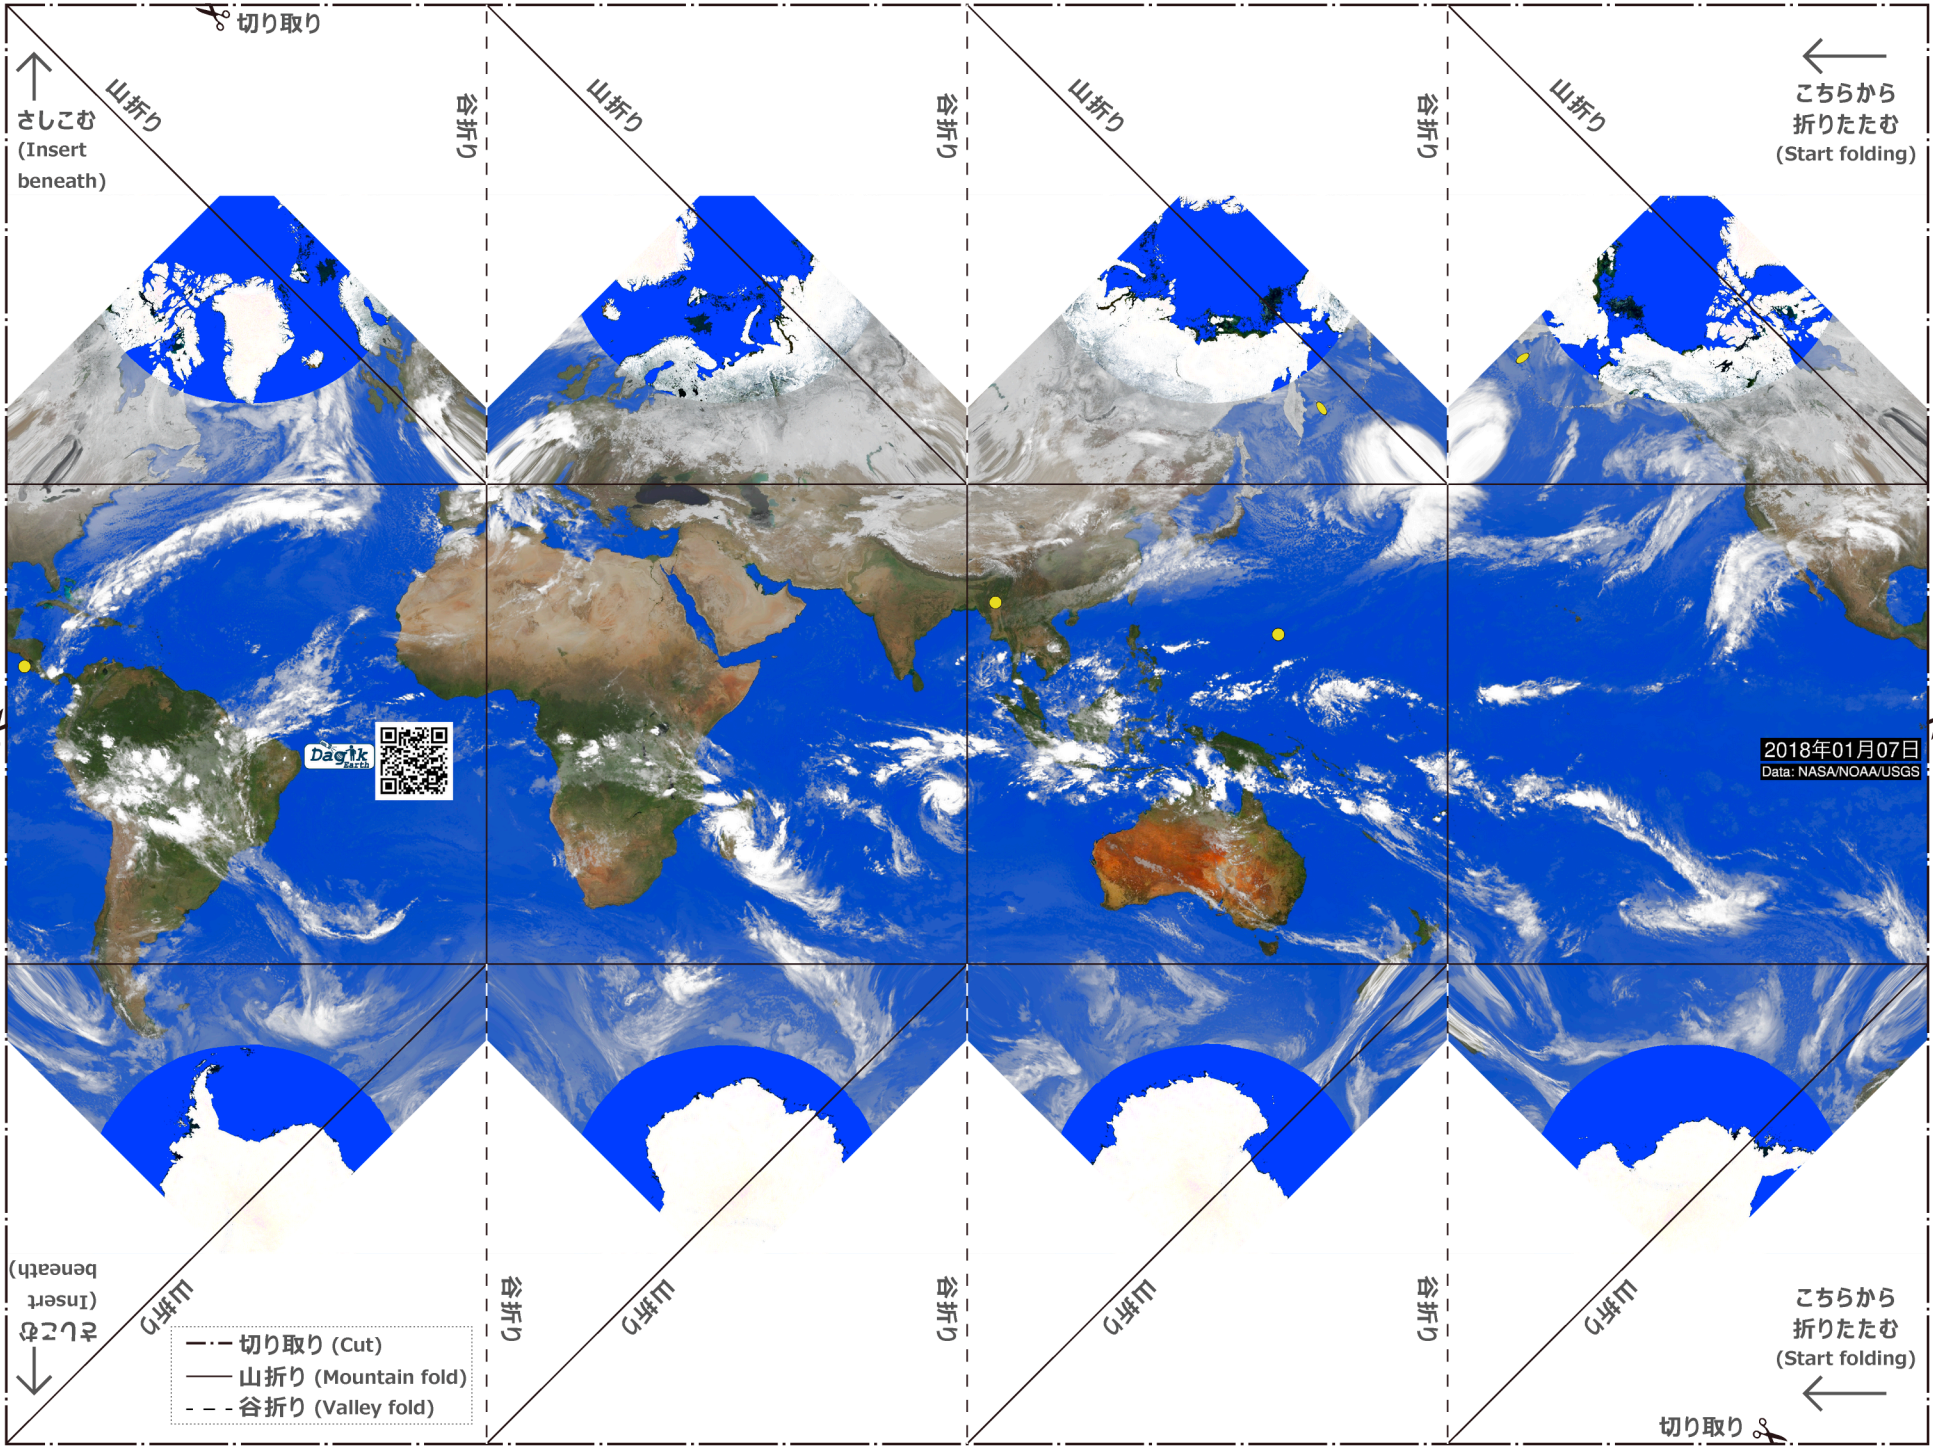 切り取り
山折り
谷折り
山折り
谷折り
山折り
谷折り
山折り
さしこむ
(Insert
beneath)
こちらから
折りたたむ
(Start folding)
Dagik
Earth
2018年01月07日
Data: NASA/NOAA/USGS
さしこむ
(Insert
beneath)
山折り
谷折り
山折り
谷折り
山折り
谷折り
山折り
切り取り (Cut)
山折り (Mountain fold)
谷折り (Valley fold)
こちらから
折りたたむ
(Start folding)
切り取り